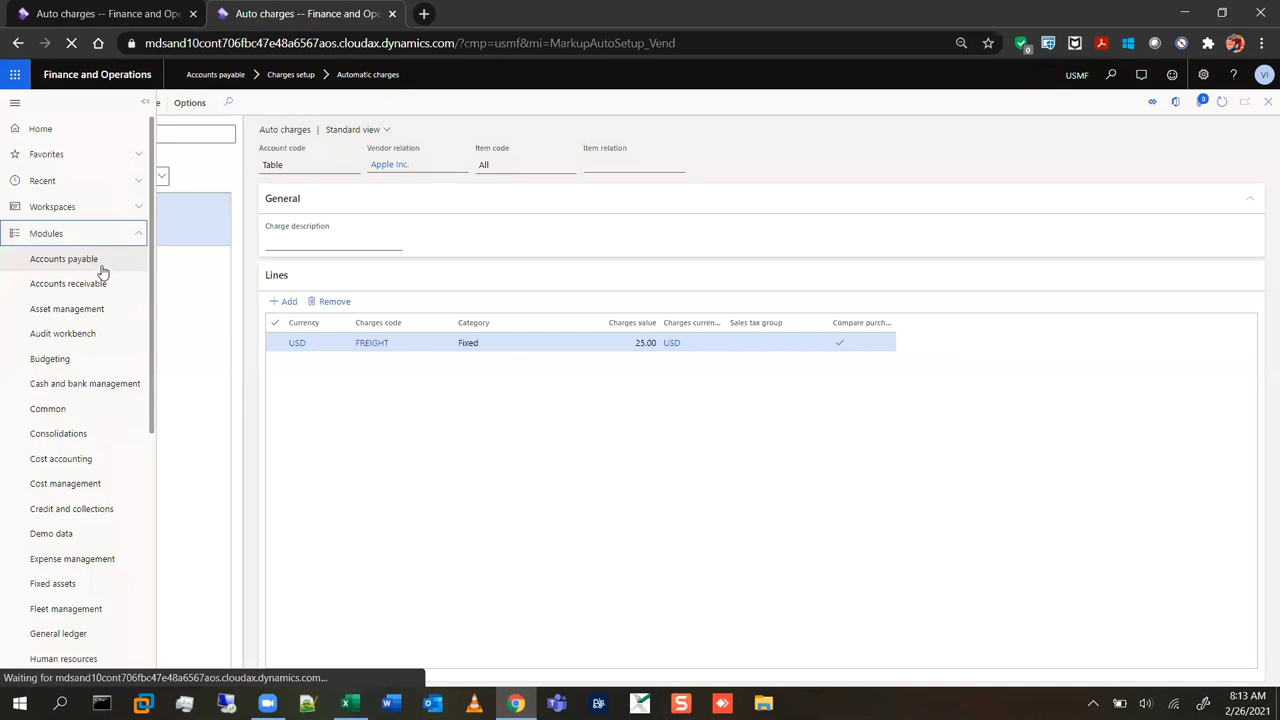 Auto charges -- Finance and Ope
Auto charges -- Finance and Ope
mdsand10cont706fbc47e48a6567aos.cloudax.dynamics.com/?cmp=usmf&mi=MarkupAutoSetup_Vend
0
Finance and Operations
Accounts payable
Charges setup
Automatic charges
USMF
?
VI
e
Options
0
Home
Favorites
Recent
Workspaces
Modules
Accounts payable
Accounts receivable
Asset management
Audit workbench
Budgeting
Cash and bank management
Common
Consolidations
Cost accounting
Cost management
Credit and collections
Demo data
Expense management
Fixed assets
Fleet management
General ledger
Human resources
Auto charges | Standard view
Account code Vendor relation Item code Item relation
Table Apple Inc. All
General
Charge description
Lines
+ Add Remove
Currency Charges code Category Charges value Charges curren... Sales tax group Compare purch...
USD FREIGHT Fixed 25.00 USD
Waiting for mdsand10cont706fbc47e48a6567aos.cloudax.dynamics.com...
8:13 AM
2/26/2021